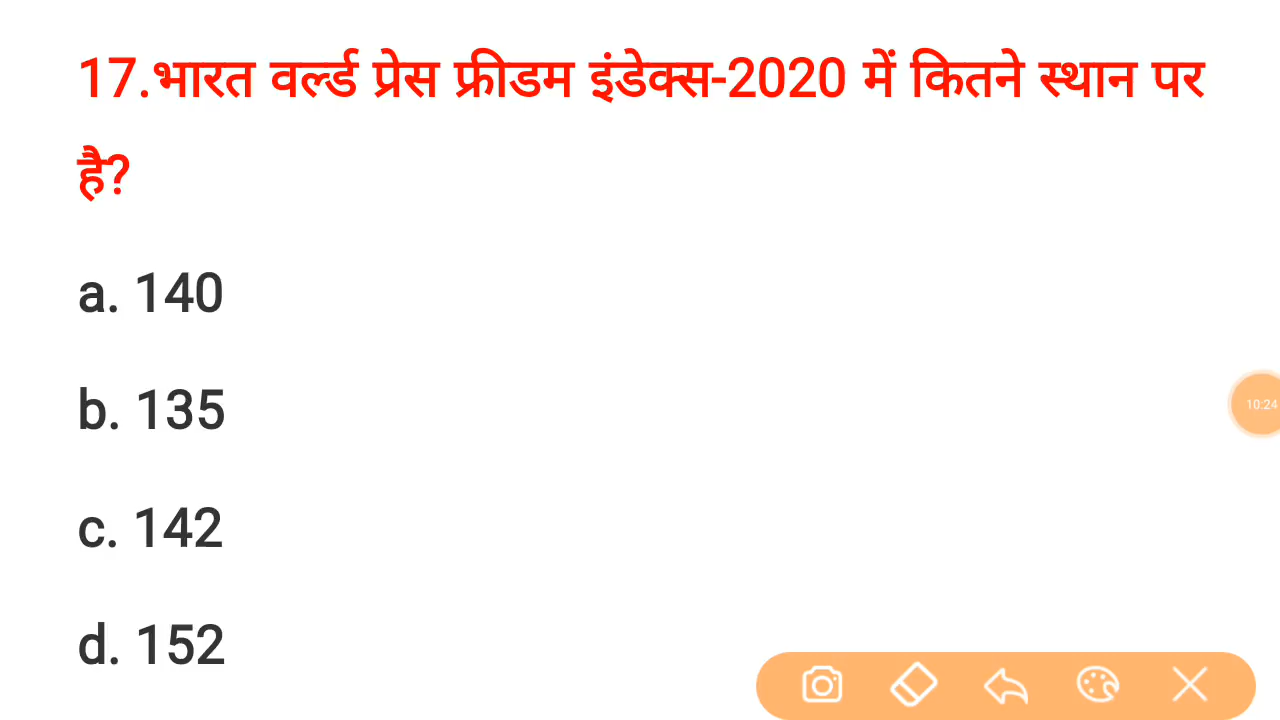 17.भारत वर्ल्ड प्रेस फ्रीडम इंडेक्स-2020 में कितने स्थान पर
है?
a. 140
b. 135
10:24
c. 142
d. 152